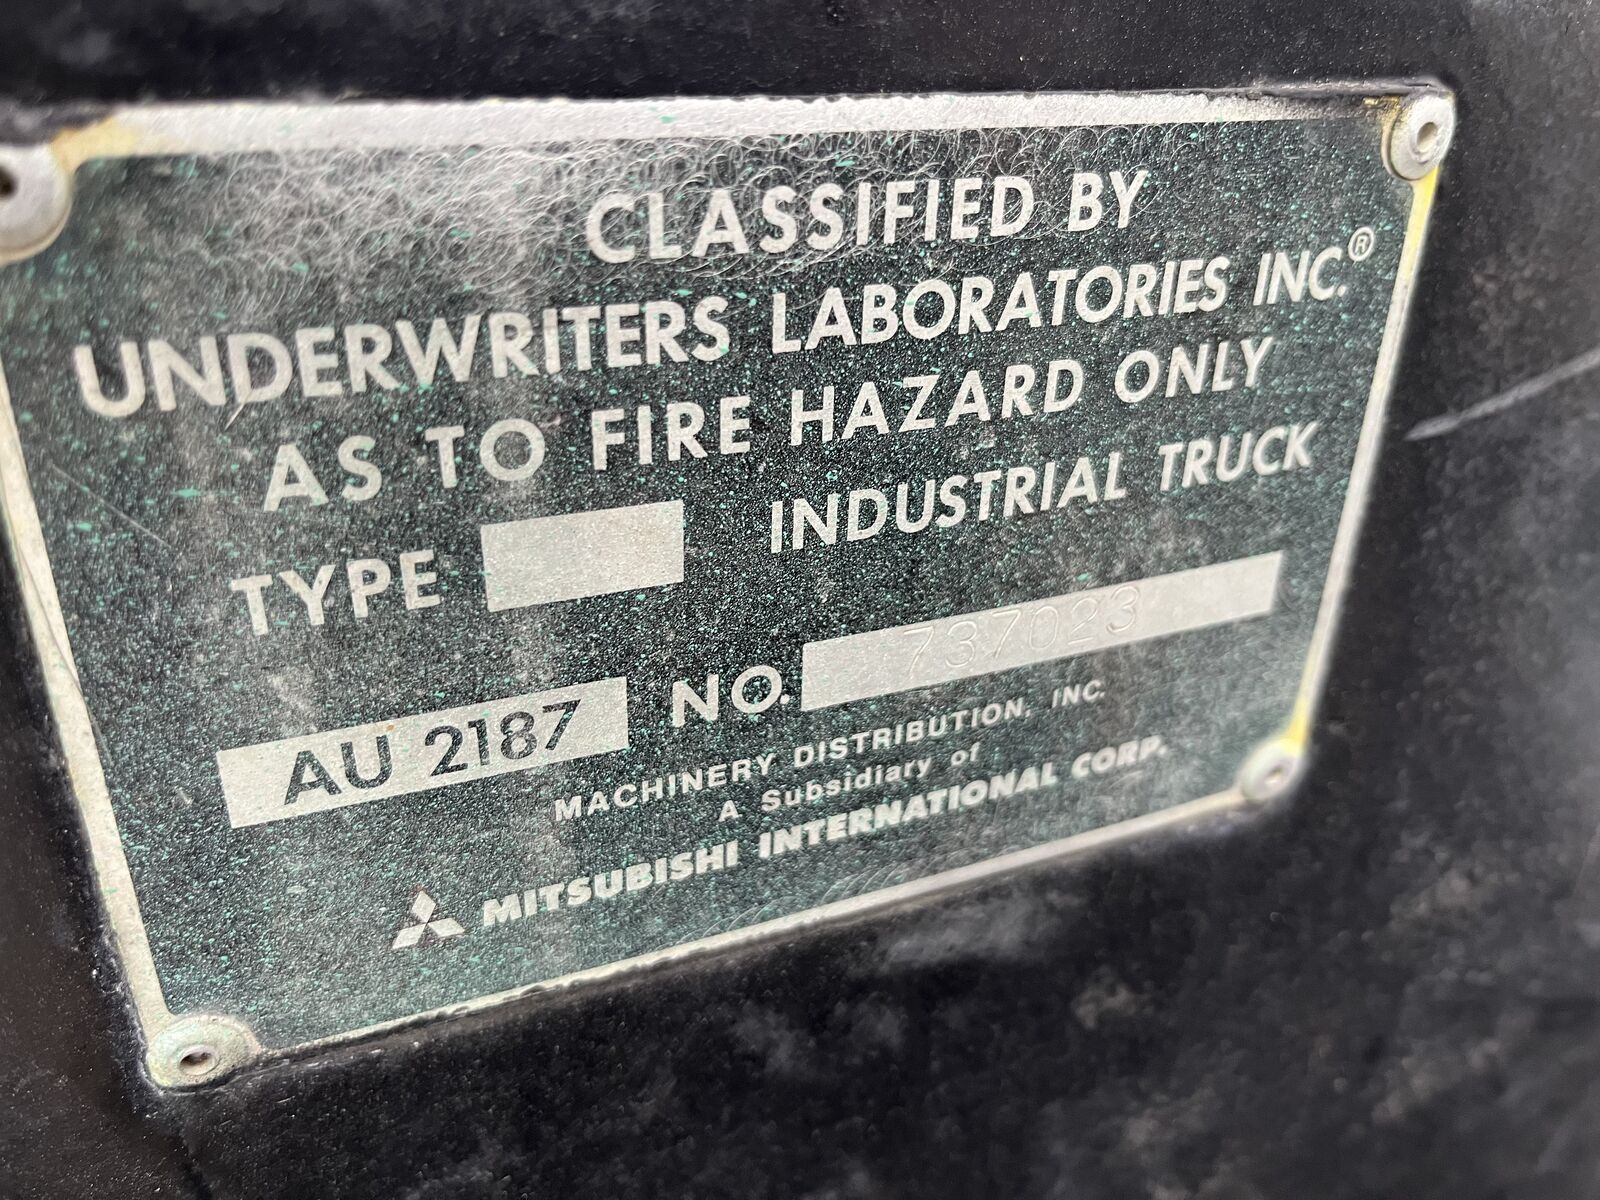 CLASSIFIED BY
UNDERWRITERS LABORATORIES INC.®
AS TO FIRE HAZARD ONLY
TYPE INDUSTRIAL TRUCK
AU 2187 NO. 737023
MACHINERY DISTRIBUTION, INC.
A Subsidiary of
MITSUBISHI INTERNATIONAL CORP.